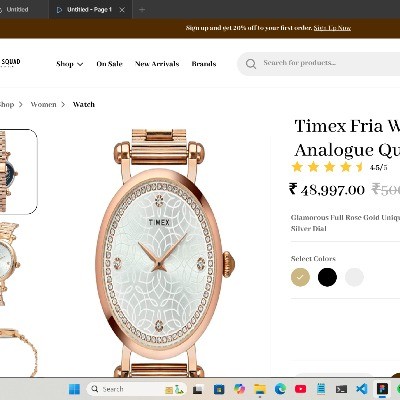 Untitled
Untitled - Page 1
Sign up and get 20% off to your first order. Sign Up Now
SQUAD
Shop
On Sale
New Arrivals
Brands
Search for products...
Shop > Women > Watch
Timex Fria W
Analogue Qu
4.5/5
₹ 48,997.00
Glamorous Full Rose Gold Uniqu
Silver Dial
Select Colors
TIMEX
Search